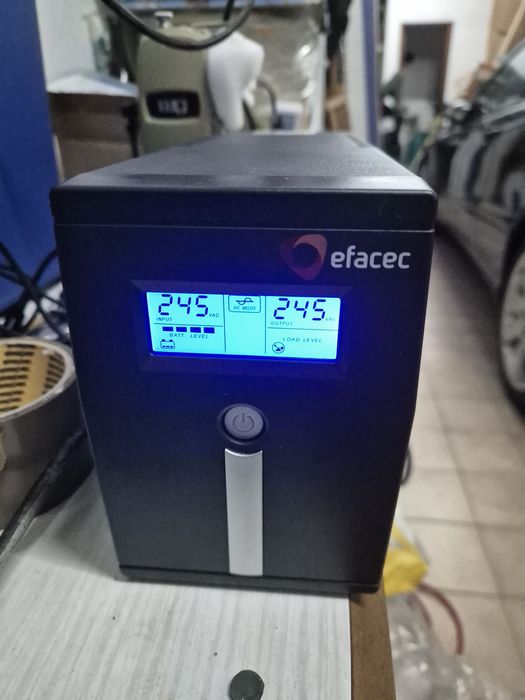 efacec
245 VAC
INPUT
BATT. LEVEL
AC MODE
245 VAC
OUTPUT
LOAD LEVEL